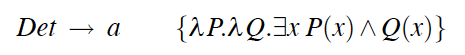 Det → a {λP.λQ.∃x P(x) ∧ Q(x)}